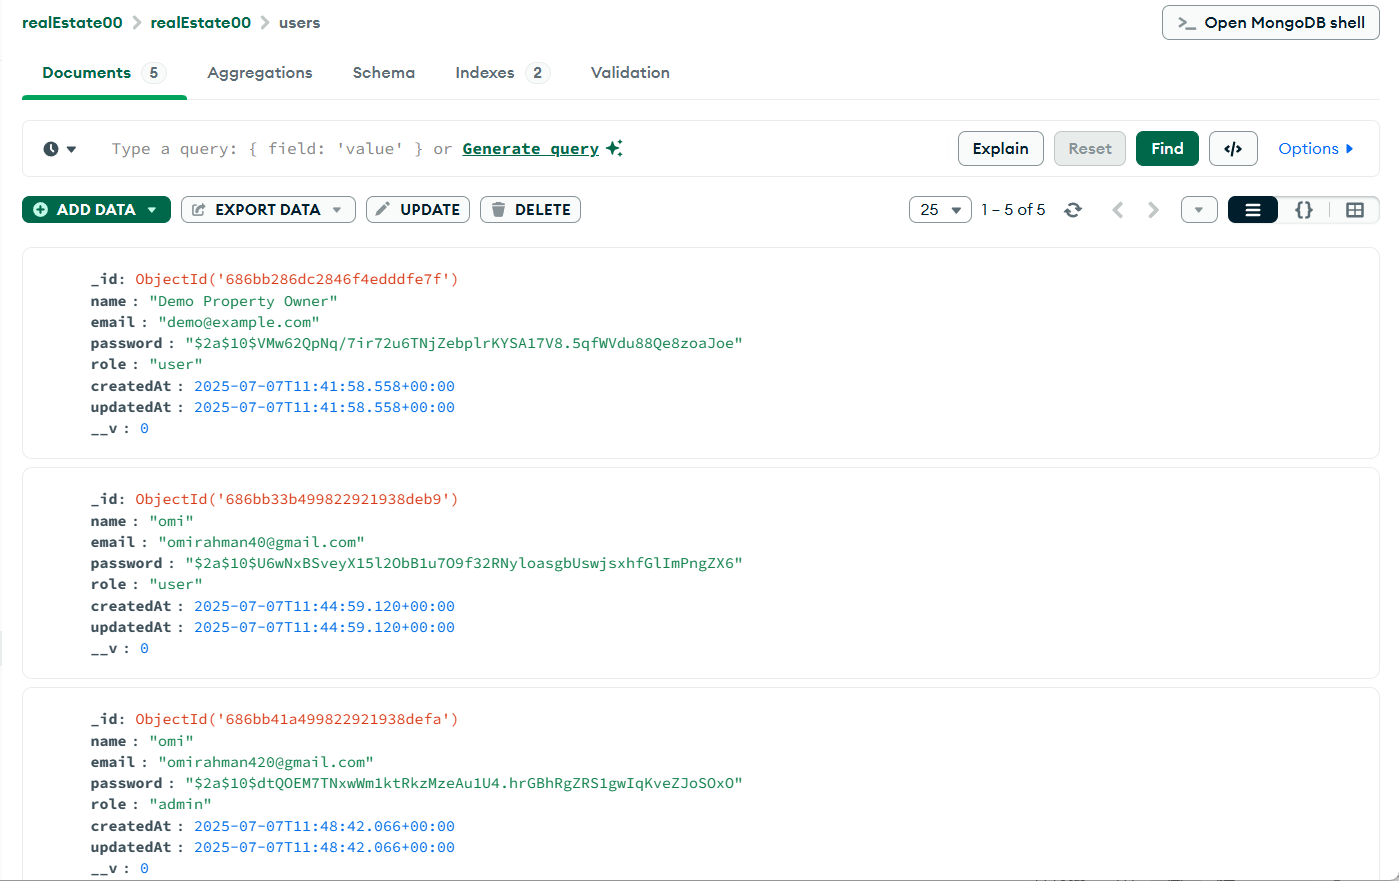 realEstate00 > realEstate00 > users
>_ Open MongoDB shell
Documents 5 Aggregations Schema Indexes 2 Validation
Type a query: { field: 'value' } or Generate query
Explain Reset Find </> Options
ADD DATA EXPORT DATA UPDATE DELETE
25 1 – 5 of 5 {}
_id: ObjectId('686bb286dc2846f4edddfe7f')
name : "Demo Property Owner"
email : "demo@example.com"
password : "$2a$10$VMw62QpNq/7ir72u6TNjZebplrKYSA17V8.5qfWVdu88Qe8zoaJoe"
role : "user"
createdAt : 2025-07-07T11:41:58.558+00:00
updatedAt : 2025-07-07T11:41:58.558+00:00
__v : 0
_id: ObjectId('686bb33b499822921938deb9')
name : "omi"
email : "omirahman40@gmail.com"
password : "$2a$10$U6wNxBSveyX15l2ObB1u7O9f32RNyloasgbUswjsxhfGlImPngZX6"
role : "user"
createdAt : 2025-07-07T11:44:59.120+00:00
updatedAt : 2025-07-07T11:44:59.120+00:00
__v : 0
_id: ObjectId('686bb41a499822921938defa')
name : "omi"
email : "omirahman420@gmail.com"
password : "$2a$10$dtQOEM7TNxwWm1ktRkzMzeAu1U4.hrGBhRgZRS1gwIqKveZJoSOxO"
role : "admin"
createdAt : 2025-07-07T11:48:42.066+00:00
updatedAt : 2025-07-07T11:48:42.066+00:00
__v : 0